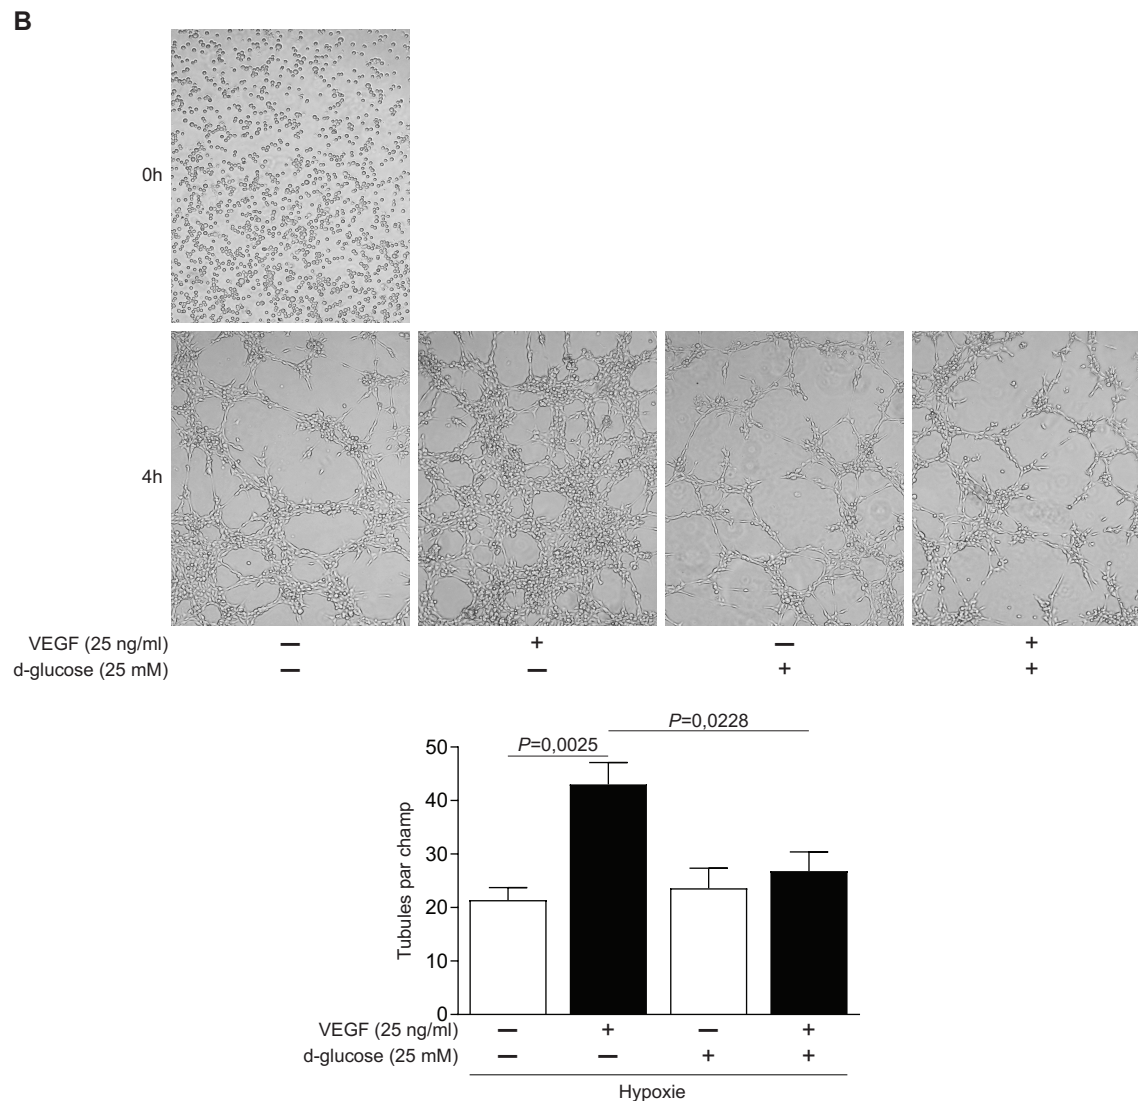 B
0h
4h
VEGF (25 ng/ml) — + — +
d-glucose (25 mM) — — + +
P=0,0228
P=0,0025
50
40
30
20
10
0
Tubules par champ
VEGF (25 ng/ml) — + — +
d-glucose (25 mM) — — + +
Hypoxie